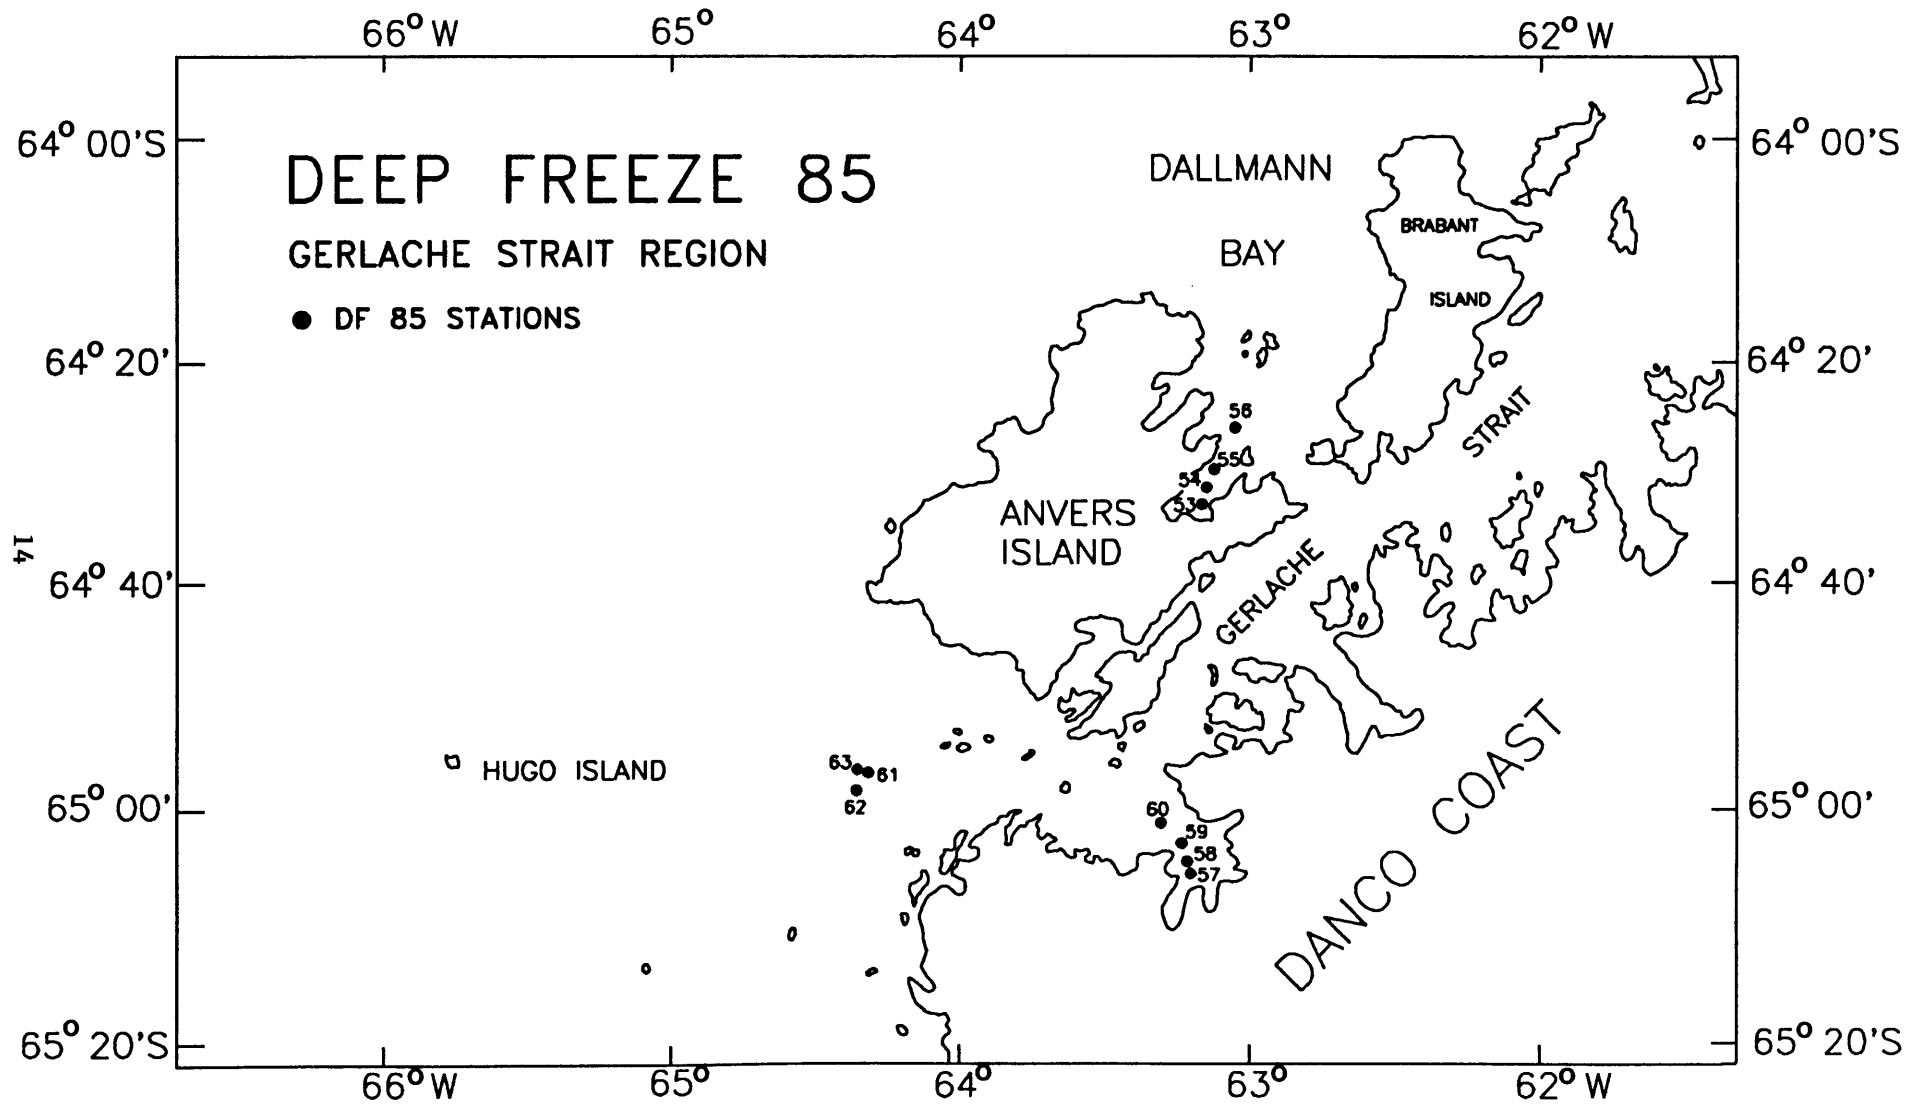 66° W 65° 64° 63° 62° W
64° 00'S
64° 20'
64° 40'
65° 00'
65° 20'S
DEEP FREEZE 85
GERLACHE STRAIT REGION
● DF 85 STATIONS
DALLMANN
BAY
BRABANT
ISLAND
STRAIT
GERLACHE
ANVERS
ISLAND
56
55
54
53
HUGO ISLAND
63
61
62
60
59
58
57
DANCO COAST
64° 00'S
64° 20'
64° 40'
65° 00'
65° 20'S
66° W 65° 64° 63° 62° W
14